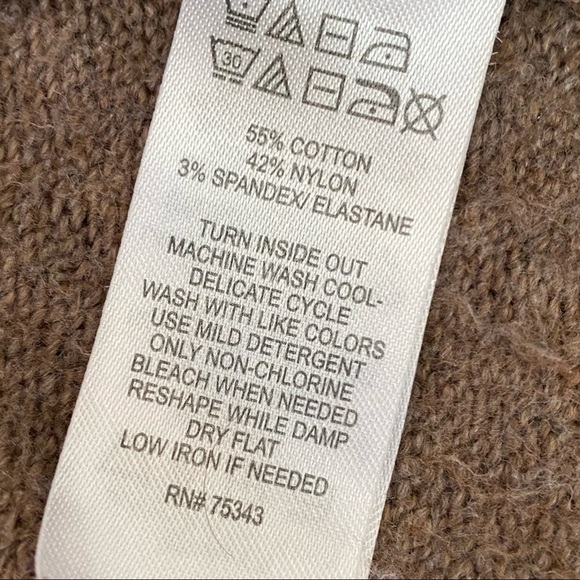 30
55% COTTON
42% NYLON
3% SPANDEX/ ELASTANE
TURN INSIDE OUT
MACHINE WASH COOL-
DELICATE CYCLE
WASH WITH LIKE COLORS
USE MILD DETERGENT
ONLY NON-CHLORINE
BLEACH WHEN NEEDED
RESHAPE WHILE DAMP
DRY FLAT
LOW IRON IF NEEDED
RN# 75343